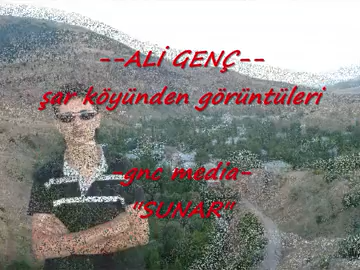 --ALİ GENÇ--
şar köyünden görüntüleri
-gnc media-
"SUNAR"